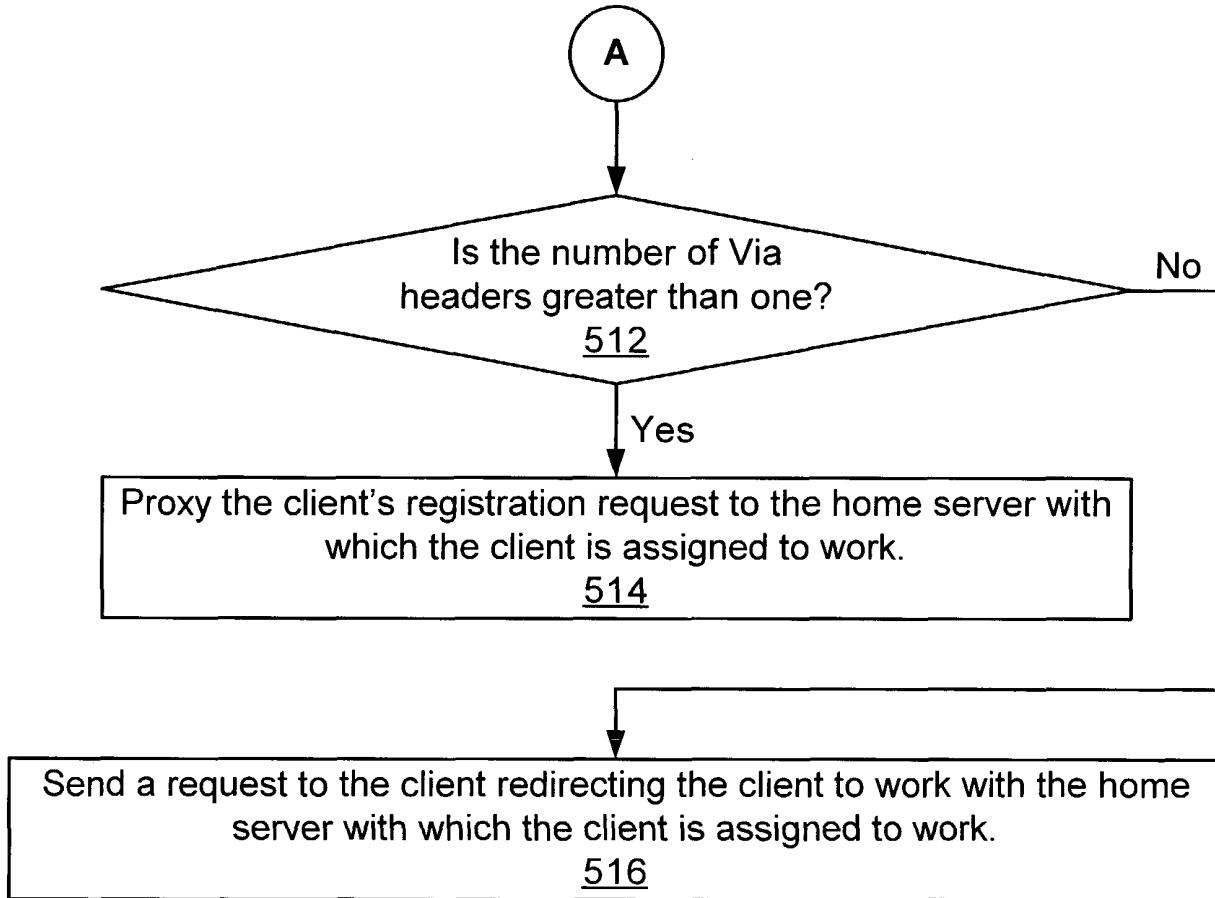 A
Is the number of Via
headers greater than one?
512
No
Yes
Proxy the client's registration request to the home server with
which the client is assigned to work.
514
Send a request to the client redirecting the client to work with the home
server with which the client is assigned to work.
516